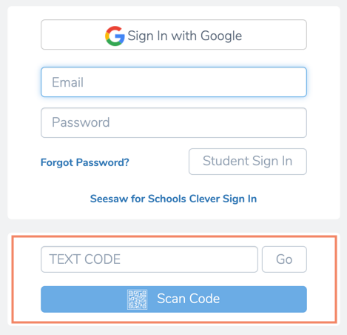 Sign In with Google
Email
Password
Forgot Password?
Student Sign In
Seesaw for Schools Clever Sign In
TEXT CODE
Go
Scan Code